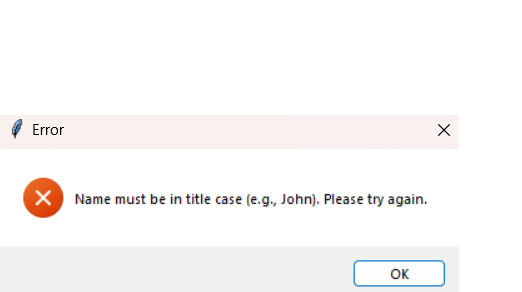 Error
Name must be in title case (e.g., John). Please try again.
OK